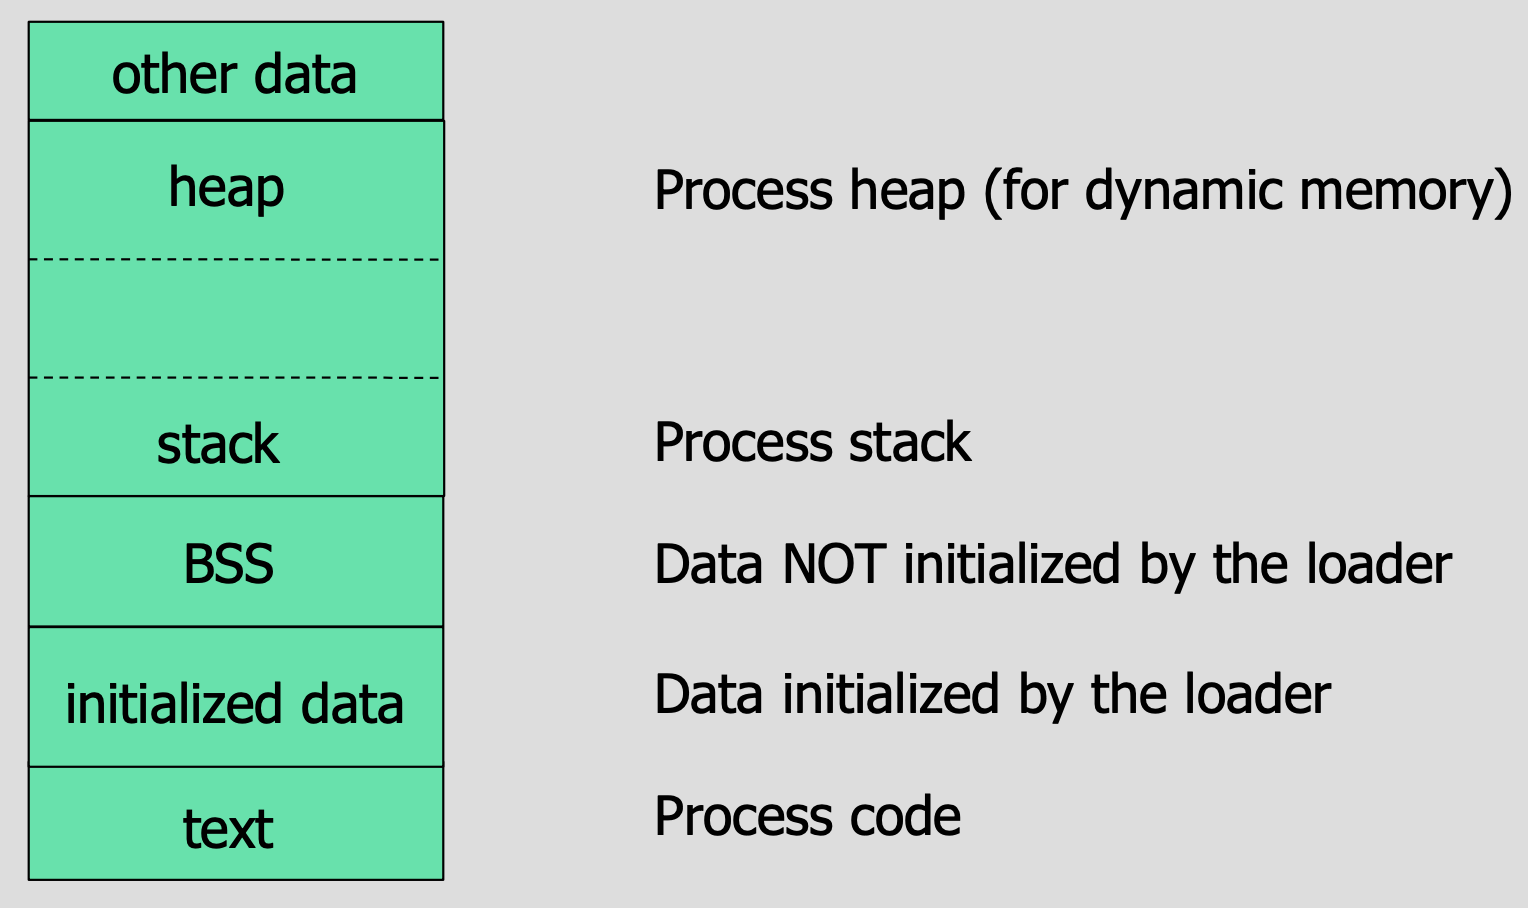 other data
heap
Process heap (for dynamic memory)
stack
Process stack
BSS
Data NOT initialized by the loader
initialized data
Data initialized by the loader
text
Process code